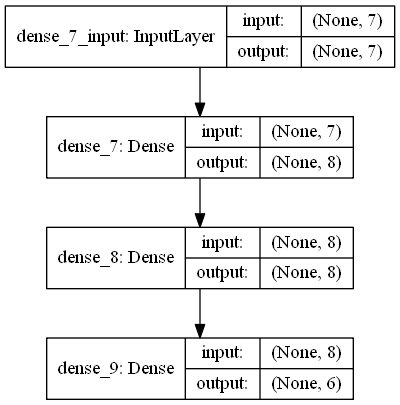 dense_7_input: InputLayer
input: (None, 7)
output: (None, 7)
dense_7: Dense
input: (None, 7)
output: (None, 8)
dense_8: Dense
input: (None, 8)
output: (None, 8)
dense_9: Dense
input: (None, 8)
output: (None, 6)